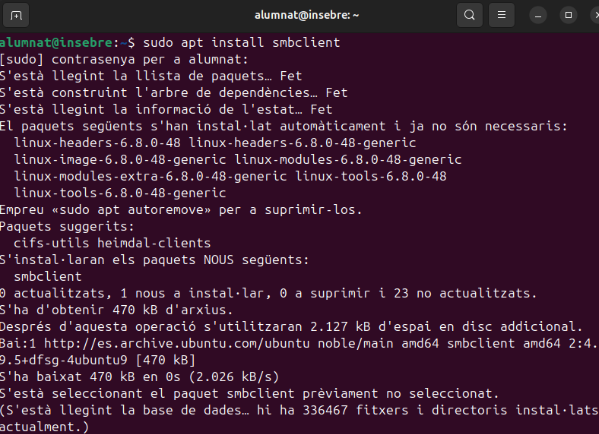 alumnat@insebre: ~
alumnat@insebre:~$ sudo apt install smbclient
[sudo] contrasenya per a alumnat:
S'està llegint la llista de paquets… Fet
S'està construint l'arbre de dependències… Fet
S'està llegint la informació de l'estat… Fet
El paquets següents s'han instal·lat automàticament i ja no són necessaris:
  linux-headers-6.8.0-48 linux-headers-6.8.0-48-generic
  linux-image-6.8.0-48-generic linux-modules-6.8.0-48-generic
  linux-modules-extra-6.8.0-48-generic linux-tools-6.8.0-48
  linux-tools-6.8.0-48-generic
Empreu «sudo apt autoremove» per a suprimir-los.
Paquets suggerits:
  cifs-utils heimdal-clients
S'instal·laran els paquets NOUS següents:
  smbclient
0 actualitzats, 1 nous a instal·lar, 0 a suprimir i 23 no actualitzats.
S'ha d'obtenir 470 kB d'arxius.
Després d'aquesta operació s'utilitzaran 2.127 kB d'espai en disc addicional.
Bai:1 http://es.archive.ubuntu.com/ubuntu noble/main amd64 smbclient amd64 2:4.
9.5+dfsg-4ubuntu9 [470 kB]
S'ha baixat 470 kB en 0s (2.026 kB/s)
S'està seleccionant el paquet smbclient prèviament no seleccionat.
(S'està llegint la base de dades… hi ha 336467 fitxers i directoris instal·lats
actualment.)